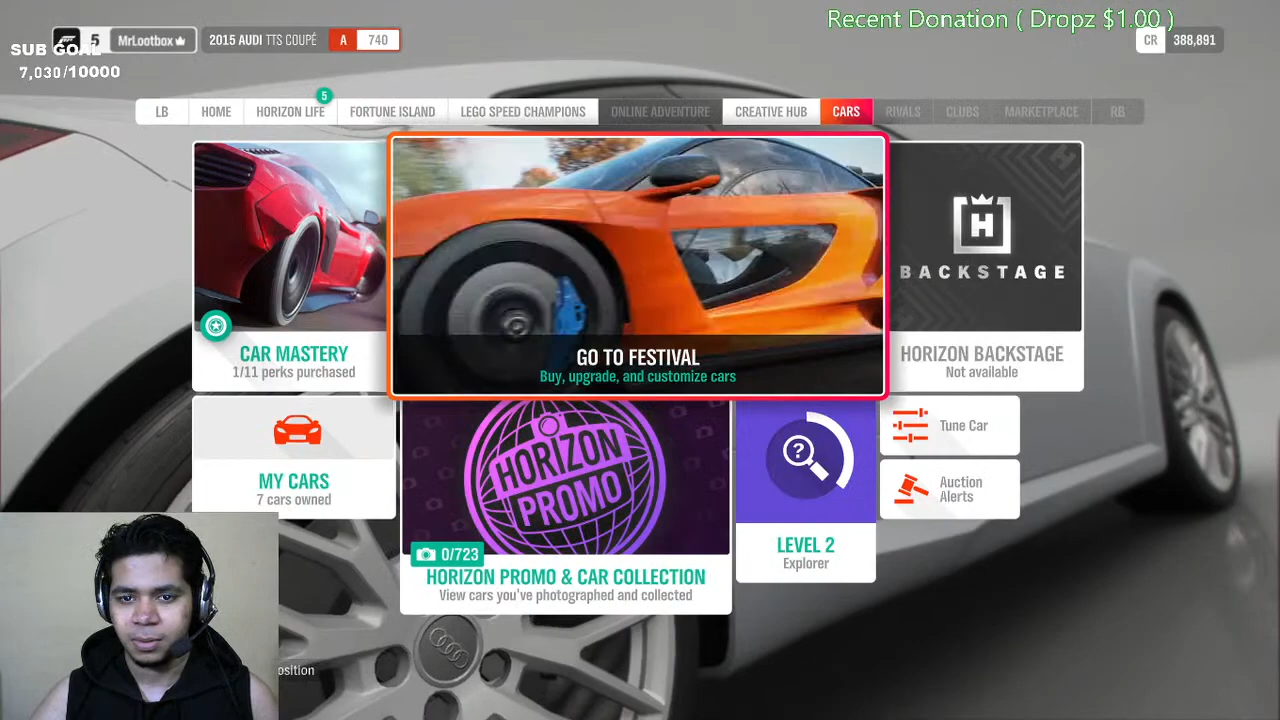 Recent Donation ( Dropz $1.00 )
5 MrLootbox 2015 AUDI TTS COUPÉ A 740
CR 388,891
SUB GOAL
7,030/10000
5
LB HOME HORIZON LIFE FORTUNE ISLAND LEGO SPEED CHAMPIONS ONLINE ADVENTURE CREATIVE HUB CARS RIVALS CLUBS MARKETPLACE RB
CAR MASTERY
1/11 perks purchased
GO TO FESTIVAL
Buy, upgrade, and customize cars
H
BACKSTAGE
HORIZON BACKSTAGE
Not available
MY CARS
7 cars owned
HORIZON
PROMO
0/723
HORIZON PROMO & CAR COLLECTION
View cars you've photographed and collected
?
LEVEL 2
Explorer
Tune Car
Auction
Alerts
osition